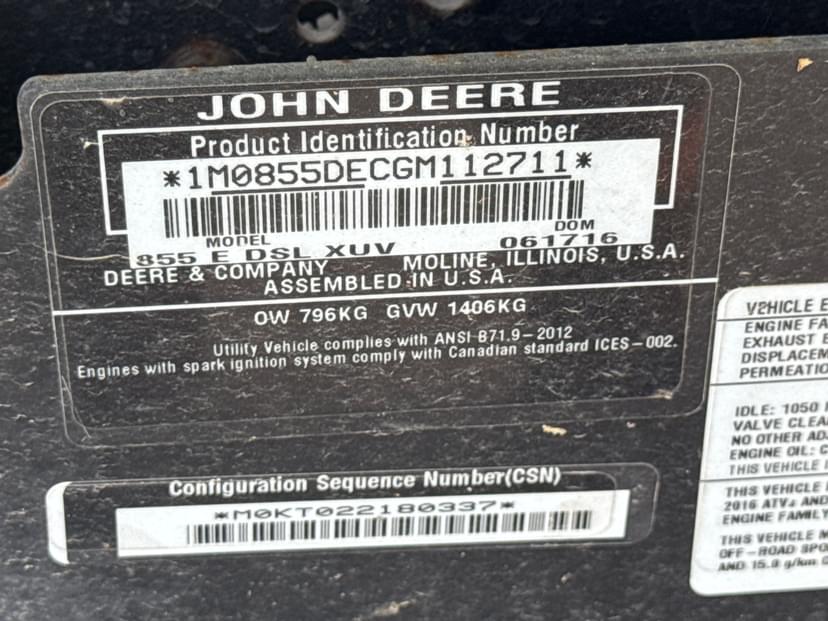 JOHN DEERE
Product Identification Number
*1M0855DECGM112711*
MODEL DOM
855 E DSL XUV 061716
DEERE & COMPANY MOLINE, ILLINOIS, U.S.A.
ASSEMBLED IN U.S.A.
OW 796KG GVW 1406KG
Utility Vehicle complies with ANSI B71.9-2012
Engines with spark ignition system comply with Canadian standard ICES-002.
Configuration Sequence Number(CSN)
*M0KT022180337*
VEHICLE E
ENGINE FA
EXHAUST E
DISPLACEM
PERMEATIO
IDLE: 1050
VALVE CLEA
NO OTHER AD
ENGINE OIL: C
THIS VEHICLE
THIS VEHICLE
2016 ATVs AND
ENGINE FAMILY
THIS VEHICLE M
OFF-ROAD SPO
AND 15.0 g/km